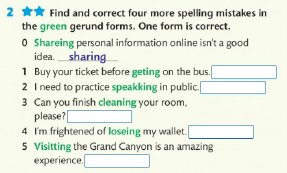 2 ★★ Find and correct four more spelling mistakes in
the green gerund forms. One form is correct.
0 Shareing personal information online isn't a good
idea. sharing
1 Buy your ticket before geting on the bus.
2 I need to practice speakking in public.
3 Can you finish cleaning your room,
please?
4 I'm frightened of loseing my wallet.
5 Visitting the Grand Canyon is an amazing
experience.